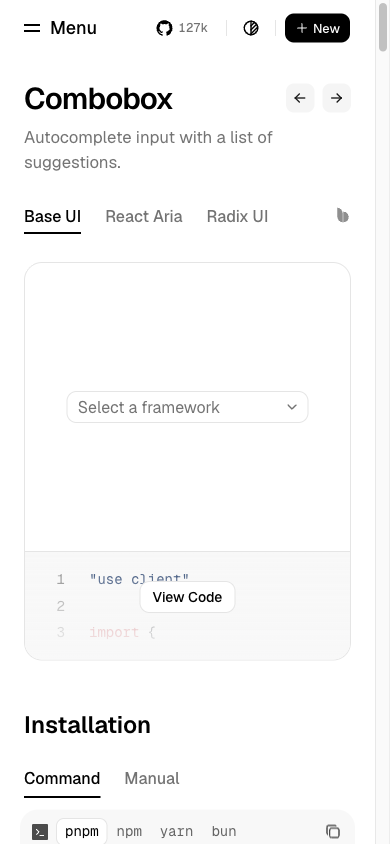 Menu
127k
New
Combobox
Autocomplete input with a list of
suggestions.
Base UI
React Aria
Radix UI
Select a framework
1 "use client"
2
3 import {
View Code
Installation
Command
Manual
pnpm
npm
yarn
bun